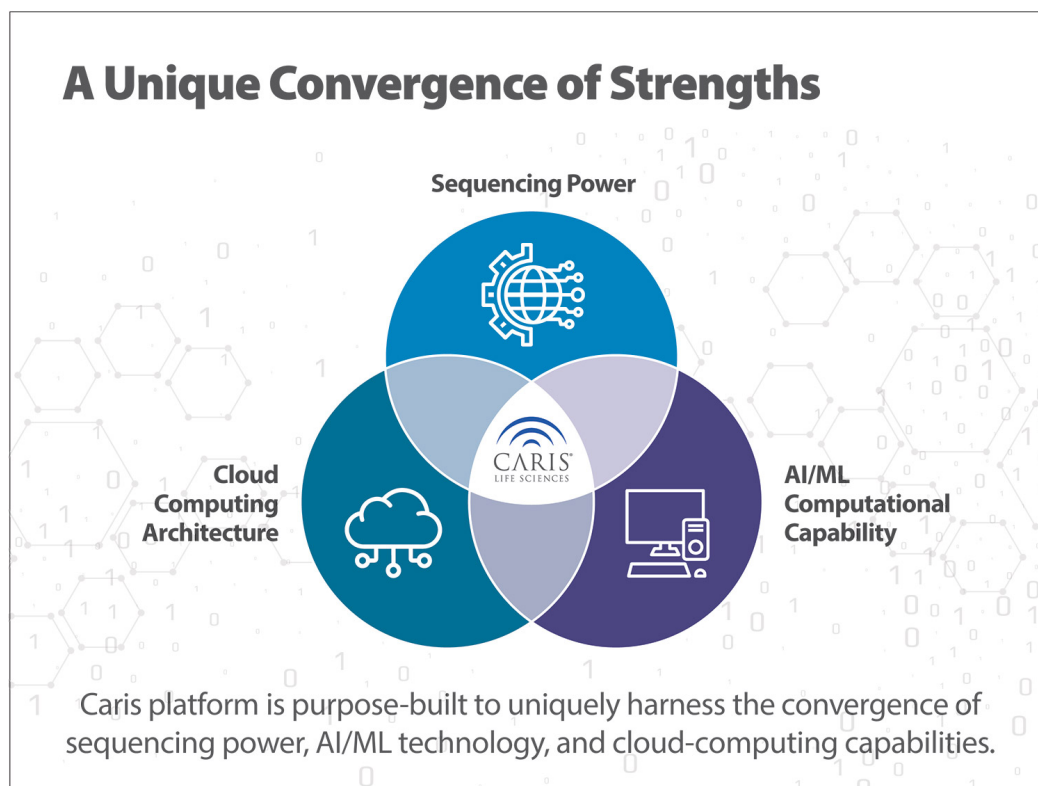 A Unique Convergence of Strengths
Sequencing Power
CARIS®
LIFE SCIENCES
Cloud
Computing
Architecture
AI/ML
Computational
Capability
Caris platform is purpose-built to uniquely harness the convergence of
sequencing power, AI/ML technology, and cloud-computing capabilities.